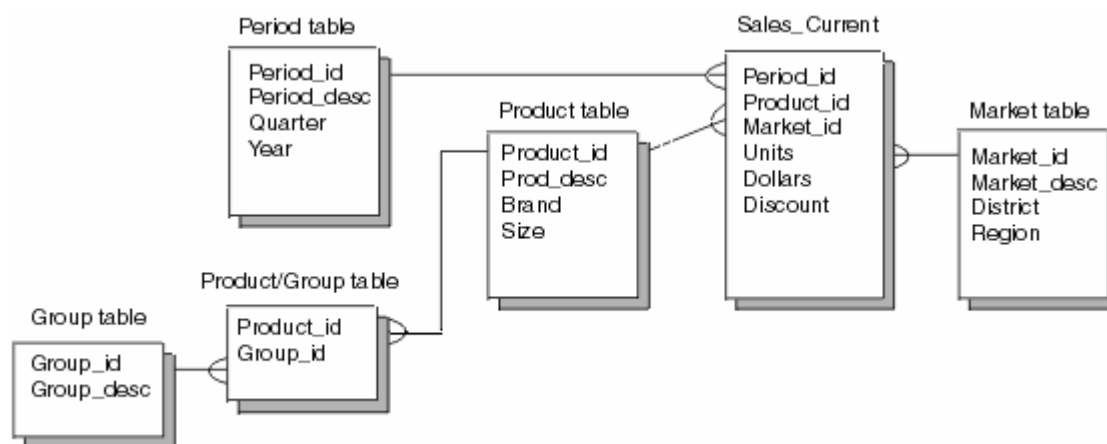 Period table
Period_id
Period_desc
Quarter
Year
Product table
Product_id
Prod_desc
Brand
Size
Sales_Current
Period_id
Product_id
Market_id
Units
Dollars
Discount
Market table
Market_id
Market_desc
District
Region
Group table
Group_id
Group_desc
Product/Group table
Product_id
Group_id